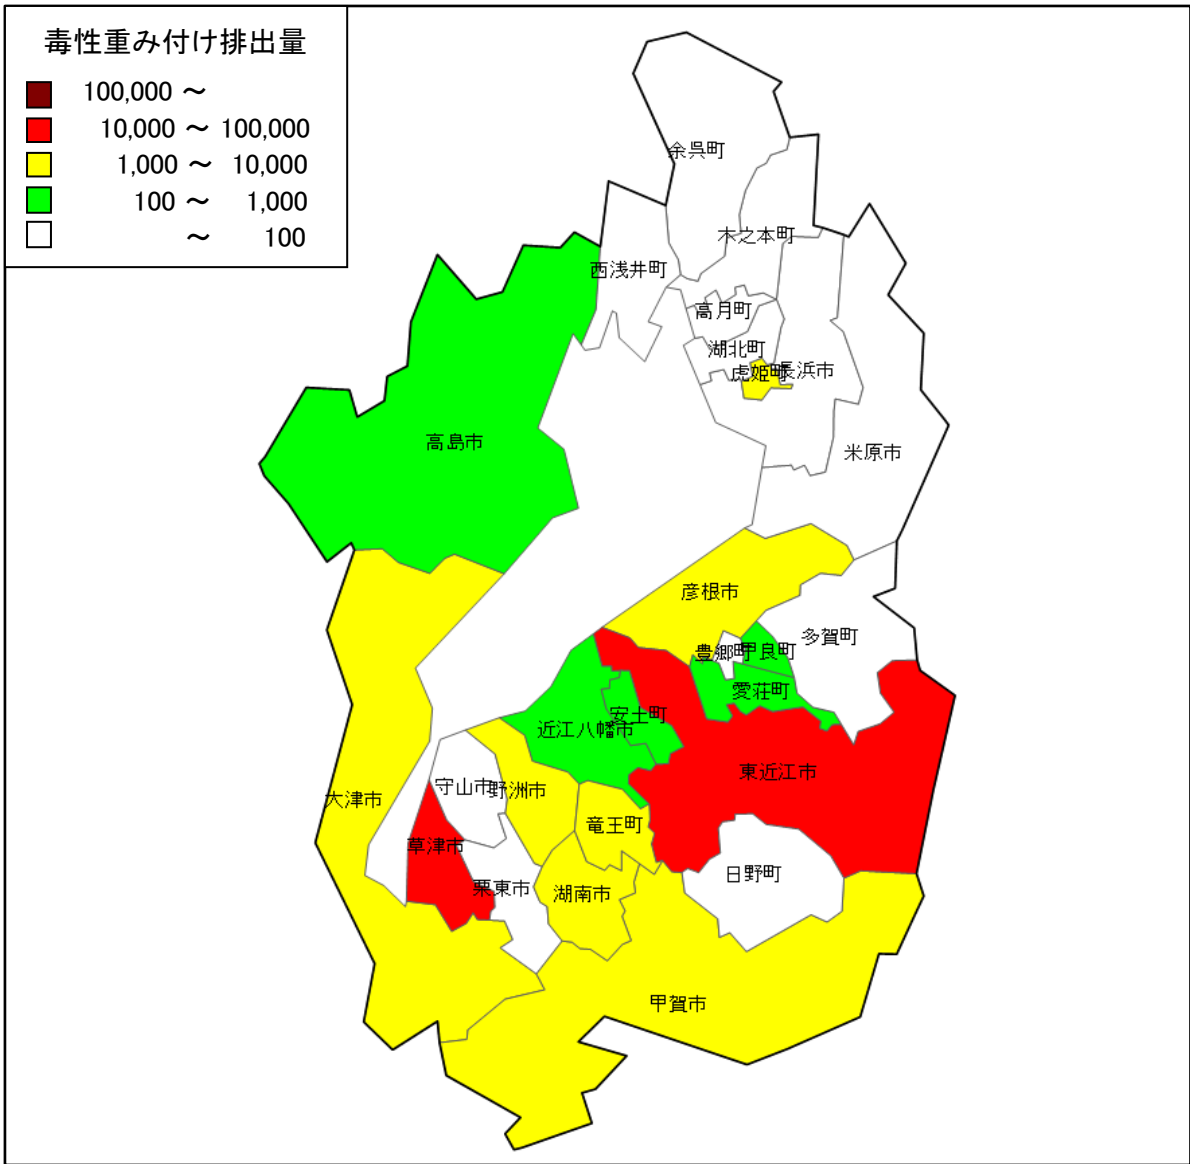 毒性重み付け排出量
100,000 ～
10,000 ～ 100,000
1,000 ～ 10,000
100 ～ 1,000
～ 100
余呉町
木之本町
西浅井町
高月町
湖北町
虎姫町
長浜市
高島市
米原市
彦根市
多賀町
豊郷町
甲良町
愛荘町
安土町
近江八幡市
東近江市
守山市
野洲市
大津市
竜王町
草津市
日野町
栗東市
湖南市
甲賀市